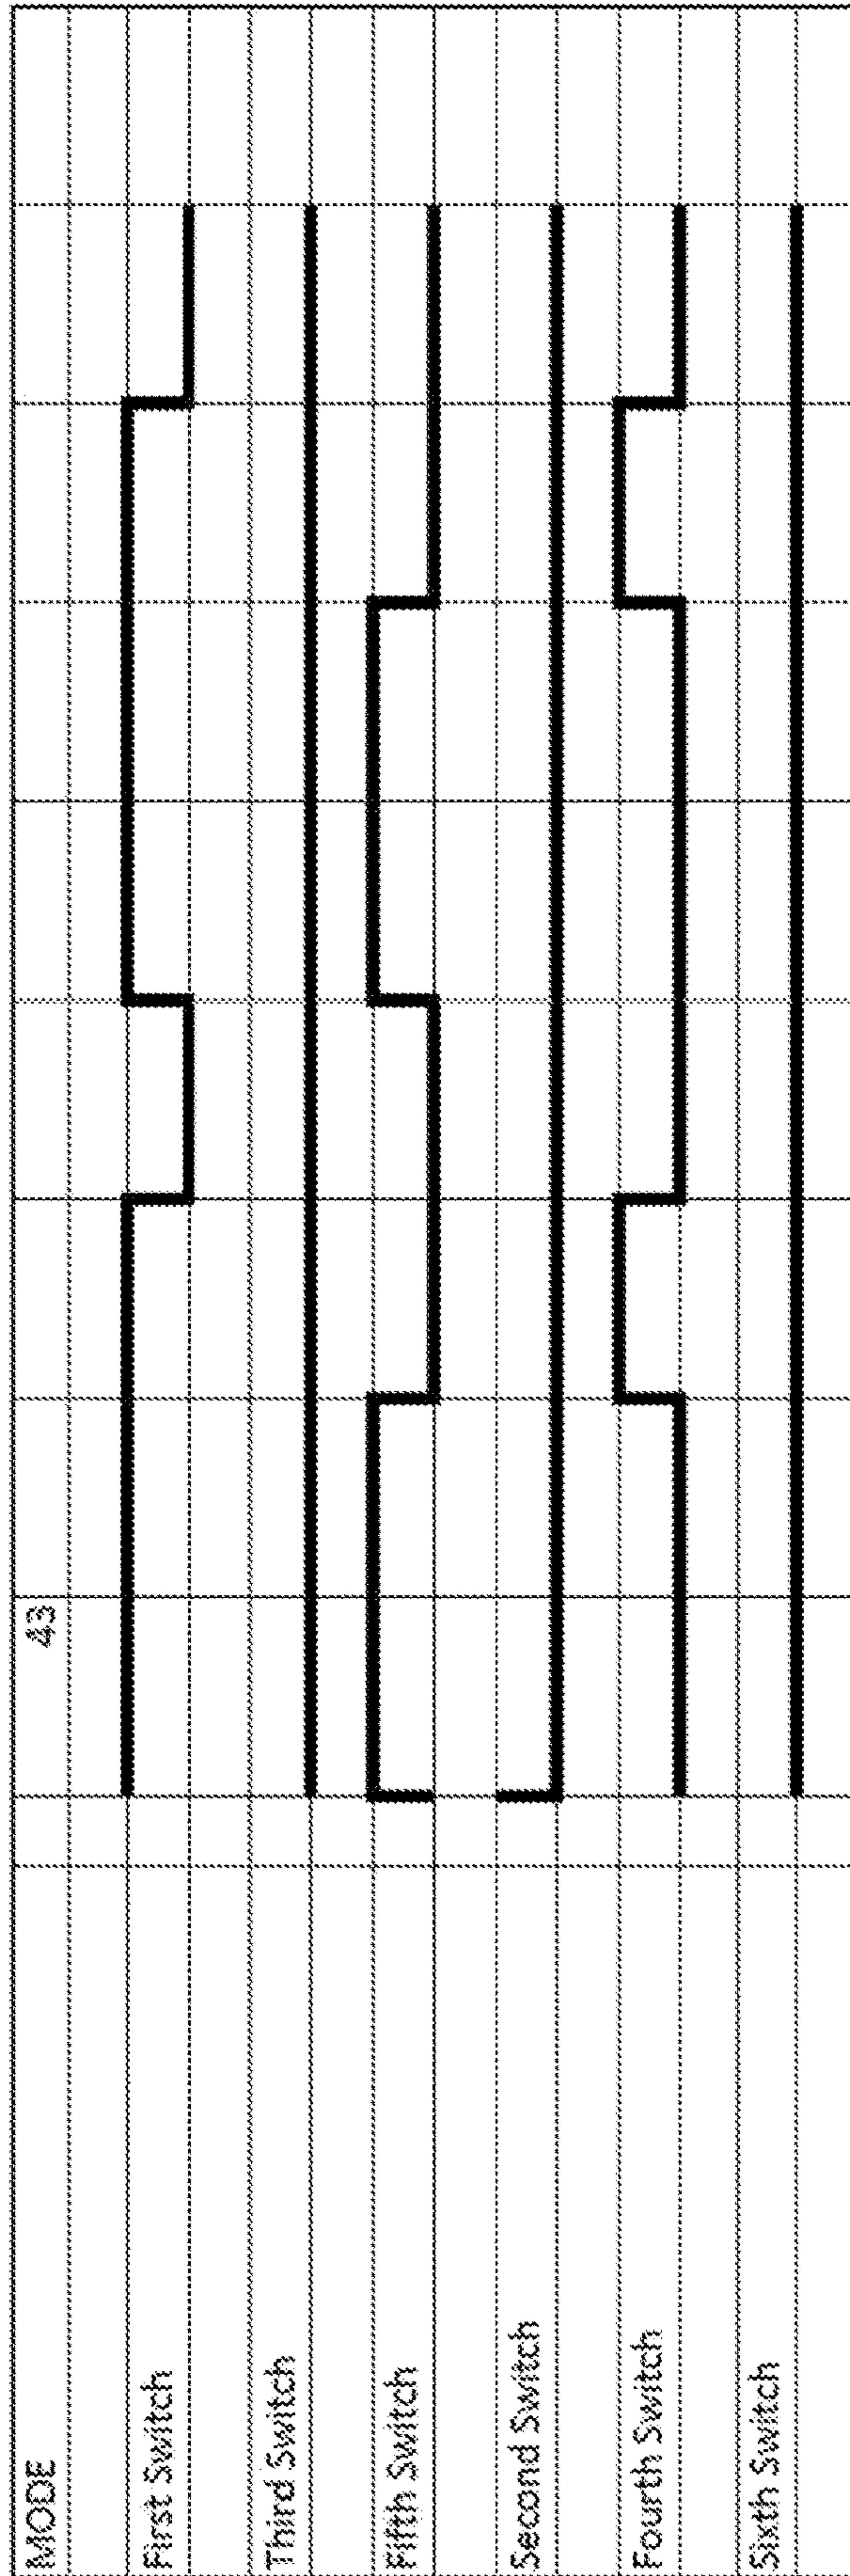 MODE 43
First Switch
Third Switch
Fifth Switch
Second Switch
Fourth Switch
Sixth Switch